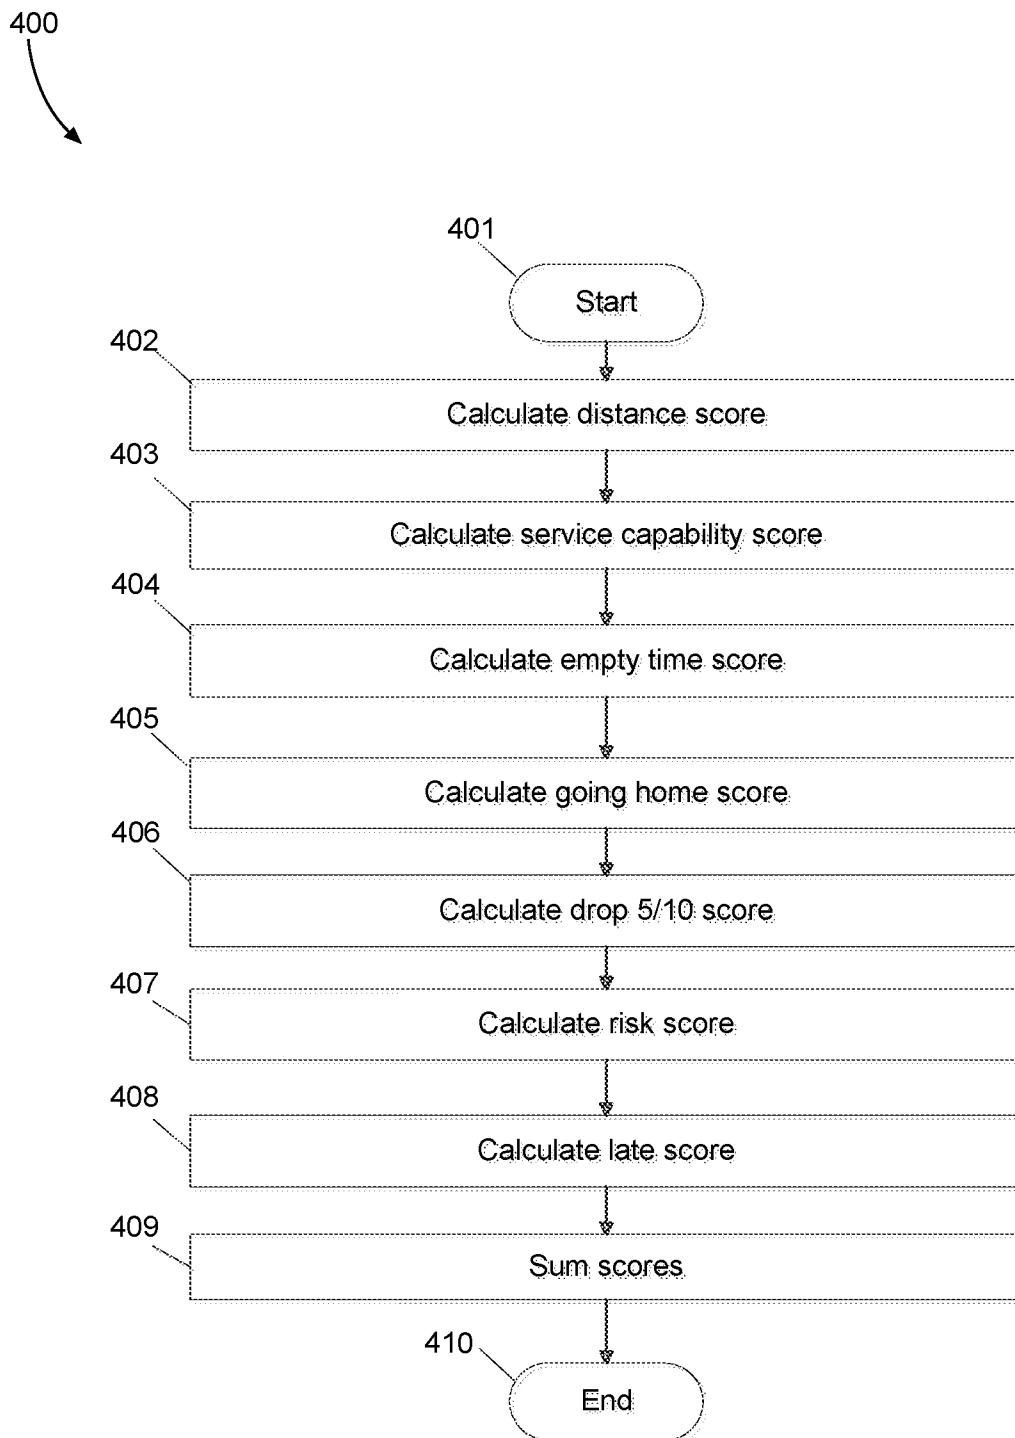 400
401
Start
402
Calculate distance score
403
Calculate service capability score
404
Calculate empty time score
405
Calculate going home score
406
Calculate drop 5/10 score
407
Calculate risk score
408
Calculate late score
409
Sum scores
410
End